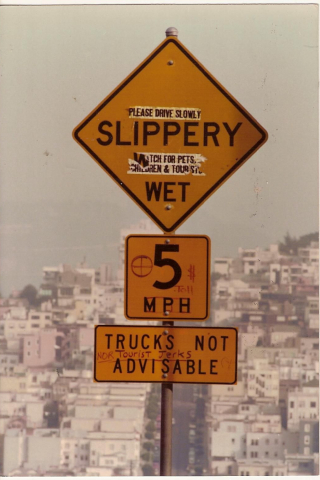 PLEASE DRIVE SLOWLY
SLIPPERY
WATCH FOR PETS,
CHILDREN & TOURISTS
WET
5
MPH
TRUCKS NOT
NOR Tourist Jerks
ADVISABLE